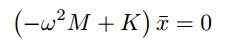 (−ω²M + K) x̄ = 0